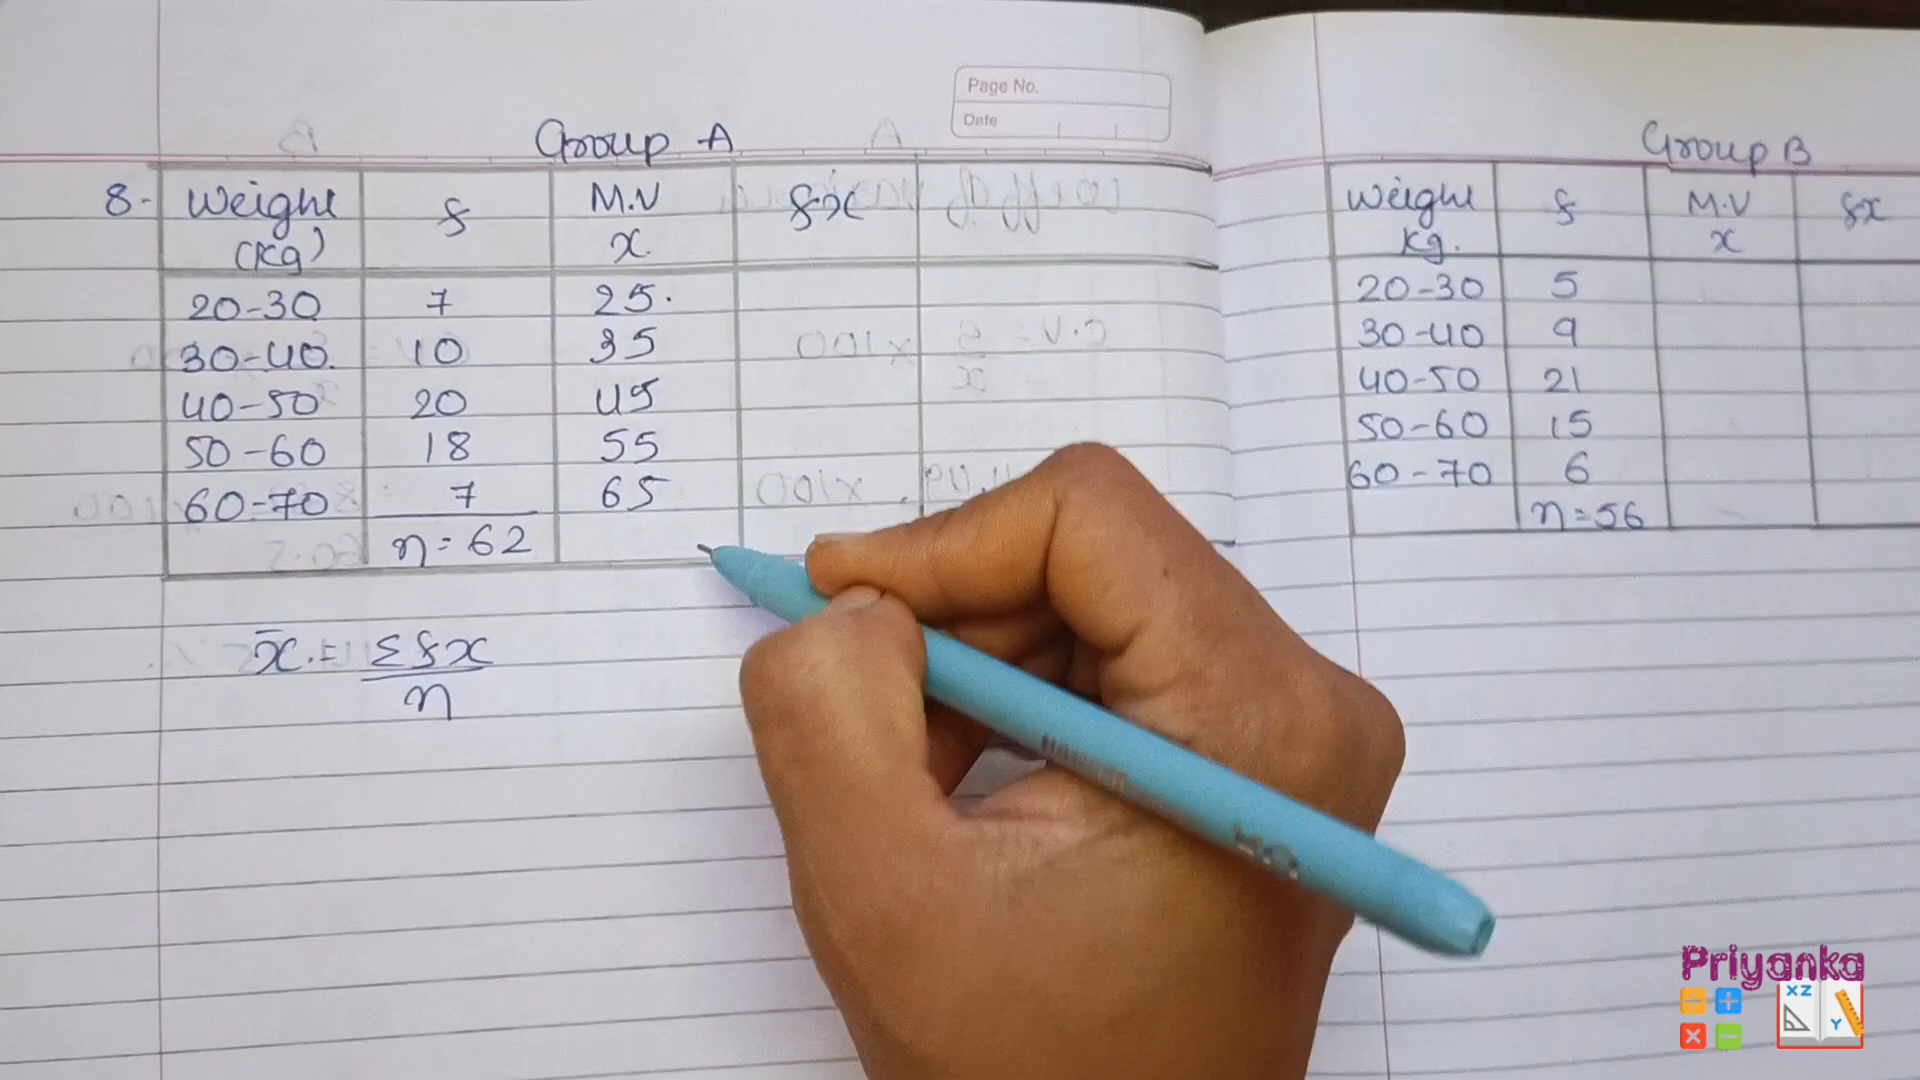 Page No.
Date
Group A
8- Weight (Kg) f M.V x fx
20-30 7 25.
30-40. 10 35
40-50 20 45
50-60 18 55
60-70 7 65
n=62
x̄.= Σfx
n
Group B
Weight Kg. f M.V x fx
20-30 5
30-40 9
40-50 21
50-60 15
60-70 6
n=56
Priyanka
XZ
Y